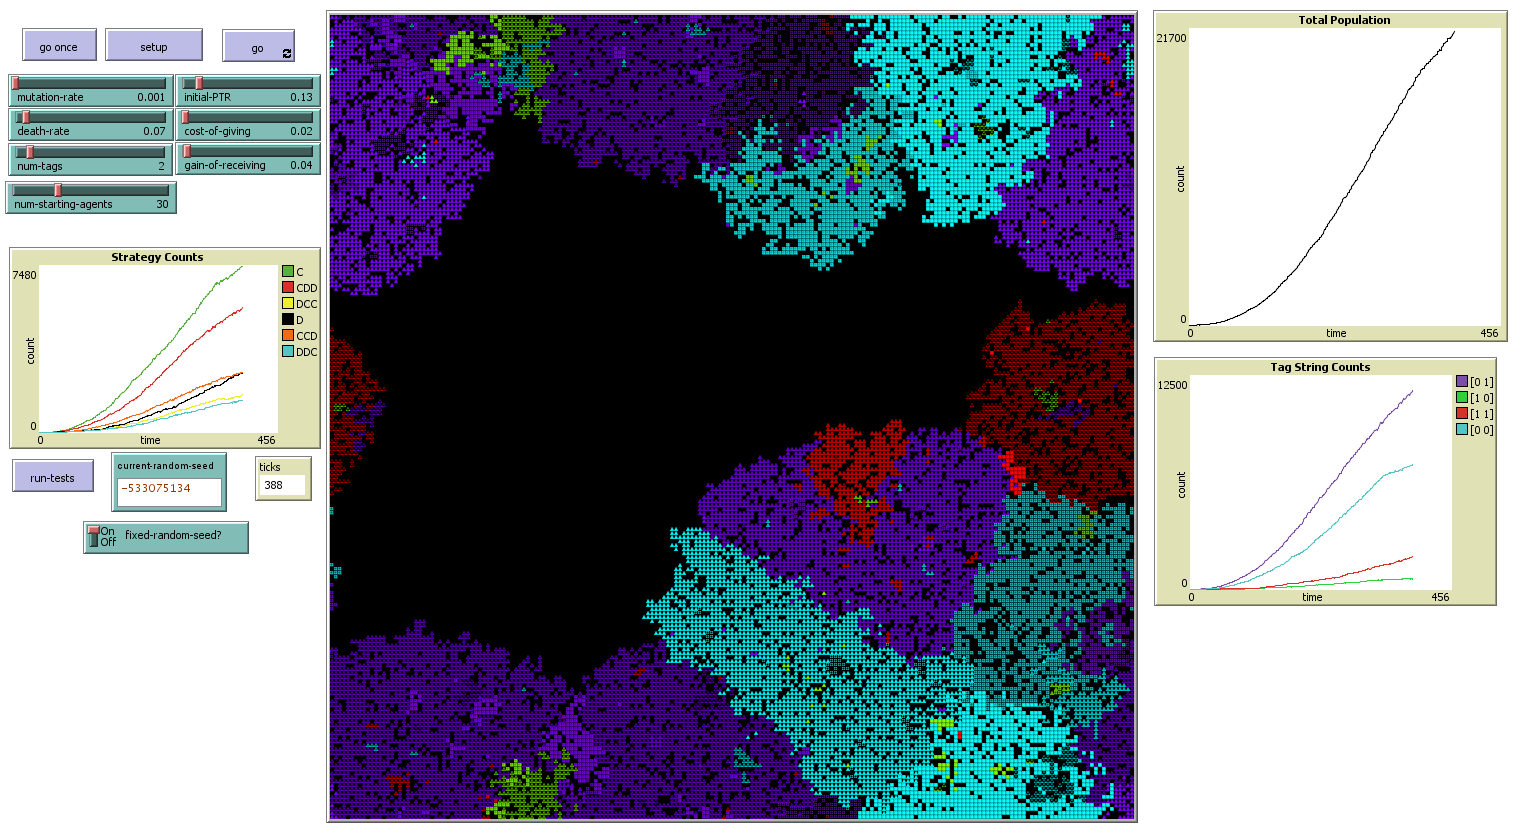 go once
setup
go
mutation-rate 0.001
initial-PTR 0.13
death-rate 0.07
cost-of-giving 0.02
num-tags 2
gain-of-receiving 0.04
num-starting-agents 30
Strategy Counts
7480
count
0
0
time
456
C
CDD
DCC
D
CCD
DDC
run-tests
current-random-seed
-533075134
ticks
388
On
Off
fixed-random-seed?
Total Population
21700
count
0
0
time
456
Tag String Counts
12500
count
0
0
time
456
[0 1]
[1 0]
[1 1]
[0 0]